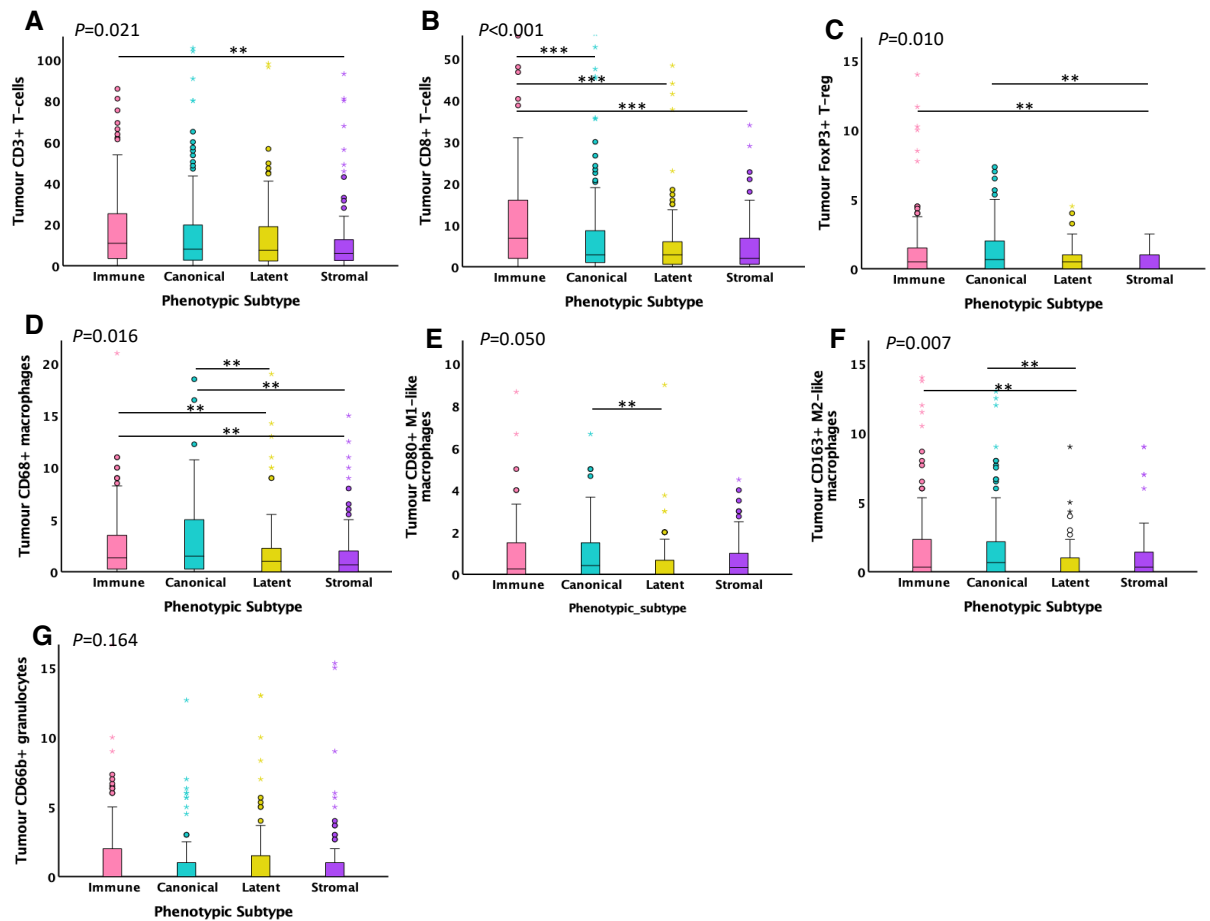 A
P=0.021
**
Tumour CD3+ T-cells
100
80
60
40
20
0
Immune Canonical Latent Stromal
Phenotypic Subtype
B
P<0.001
***
***
***
Tumour CD8+ T-cells
50
40
30
20
10
0
Immune Canonical Latent Stromal
Phenotypic Subtype
C
P=0.010
**
**
Tumour FoxP3+ T-reg
15
10
5
0
Immune Canonical Latent Stromal
Phenotypic Subtype
D
P=0.016
**
**
**
**
Tumour CD68+ macrophages
20
15
10
5
0
Immune Canonical Latent Stromal
Phenotypic Subtype
E
P=0.050
**
Tumour CD80+ M1-like
macrophages
10
8
6
4
2
0
Immune Canonical Latent Stromal
Phenotypic_subtype
F
P=0.007
**
**
Tumour CD163+ M2-like
macrophages
15
10
5
0
Immune Canonical Latent Stromal
Phenotypic Subtype
G
P=0.164
Tumour CD66b+ granulocytes
15
10
5
0
Immune Canonical Latent Stromal
Phenotypic Subtype